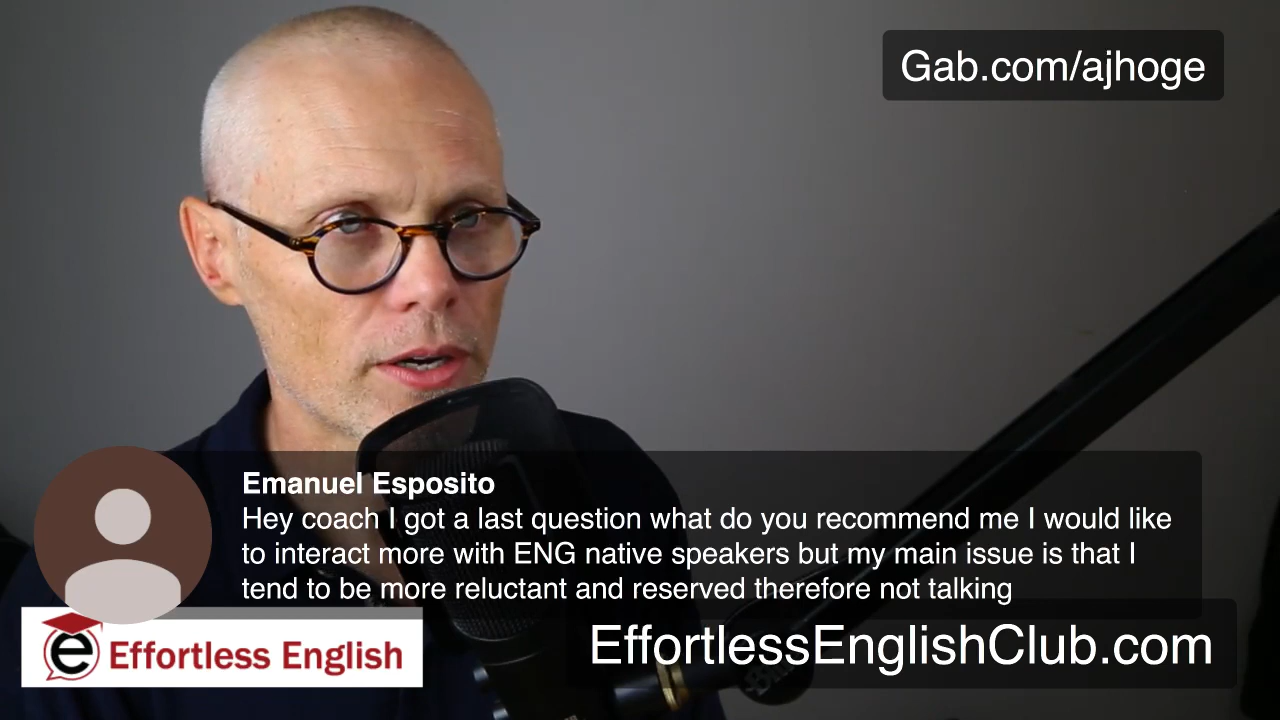 Gab.com/ajhoge
Emanuel Esposito
Hey coach I got a last question what do you recommend me I would like
to interact more with ENG native speakers but my main issue is that I
tend to be more reluctant and reserved therefore not talking
e Effortless English
EffortlessEnglishClub.com